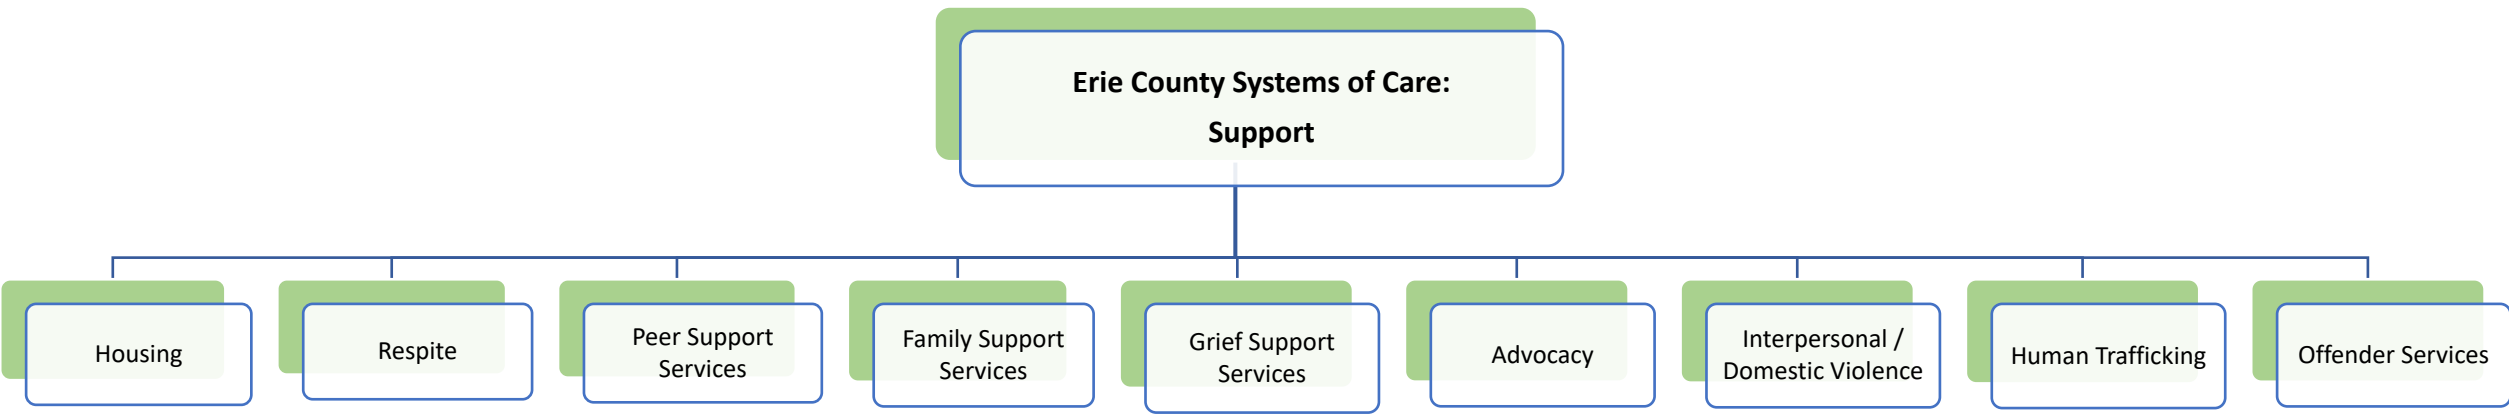 Erie County Systems of Care:
Support
Housing
Respite
Peer Support
Services
Family Support
Services
Grief Support
Services
Advocacy
Interpersonal /
Domestic Violence
Human Trafficking
Offender Services